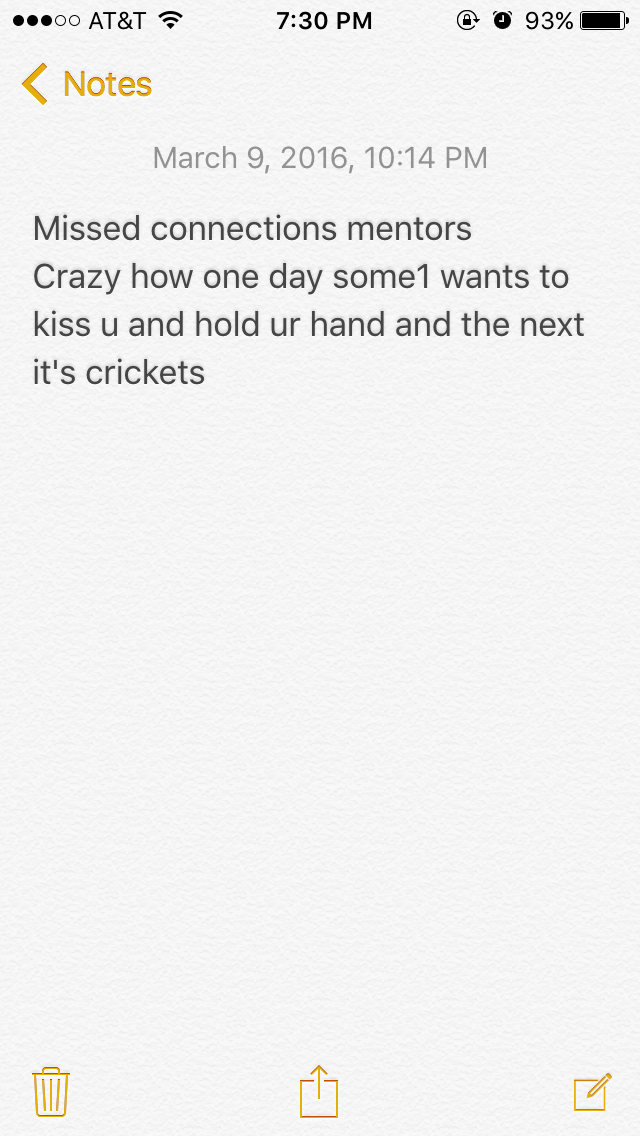 AT&T 7:30 PM 93%
Notes
March 9, 2016, 10:14 PM
Missed connections mentors
Crazy how one day some1 wants to
kiss u and hold ur hand and the next
it's crickets